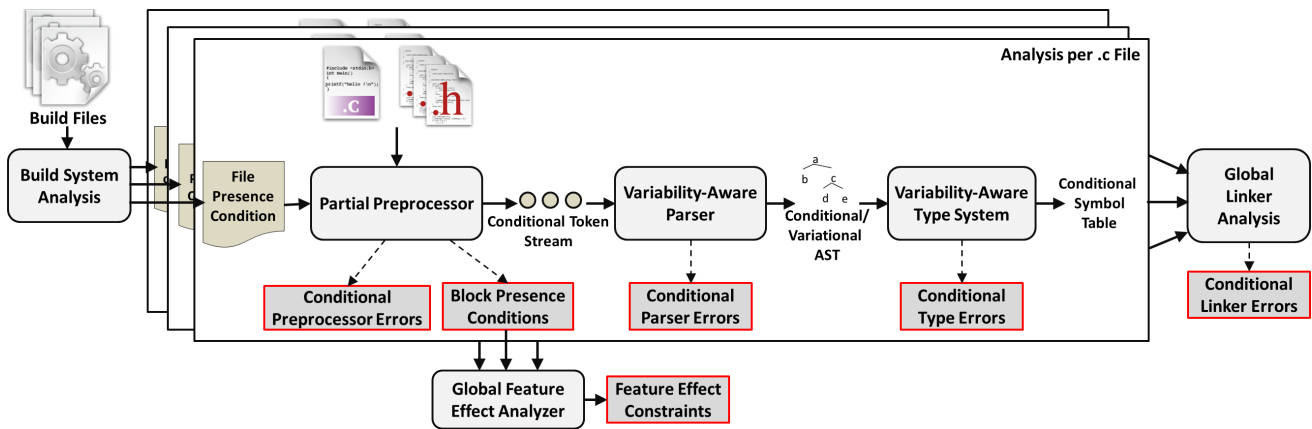 Analysis per .c File
#include <stdio.h>
int main()
{
printf("hello !\n");
}
.C
.h
Build Files
Build System
Analysis
File
Presence
Condition
Partial Preprocessor
Conditional Token
Stream
Variability-Aware
Parser
a
b
c
d e
Conditional/
Variational
AST
Variability-Aware
Type System
Conditional
Symbol
Table
Global
Linker
Analysis
Conditional
Preprocessor Errors
Block Presence
Conditions
Conditional
Parser Errors
Conditional
Type Errors
Conditional
Linker Errors
Global Feature
Effect Analyzer
Feature Effect
Constraints